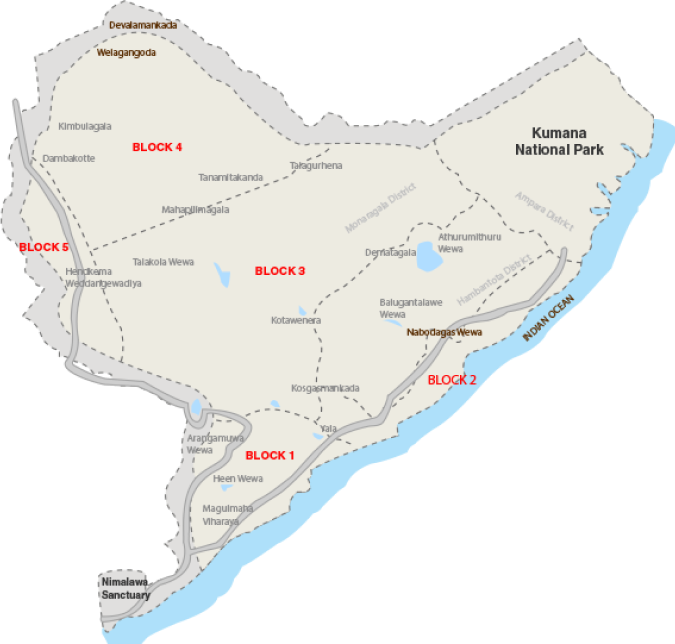 Devalamankada
Welagangoda
Kimbulagala
BLOCK 4
Dambakotte
Kumana
National Park
Talagurhena
Tanamitakanda
Mahapilimagala
Monaragala District
Ampara District
BLOCK 5
Talakola Wewa
BLOCK 3
Hendkema
Weddangewadiya
Dematagala
Athurumithuru
Wewa
Hambantota District
Balugantalawe
Wewa
Kotawenera
Nabodagas Wewa
INDIAN OCEAN
Kosgasmankada
BLOCK 2
Yala
Arangamuwa
Wewa
BLOCK 1
Heen Wewa
Magulmaha
Viharaya
Nimalawa
Sanctuary